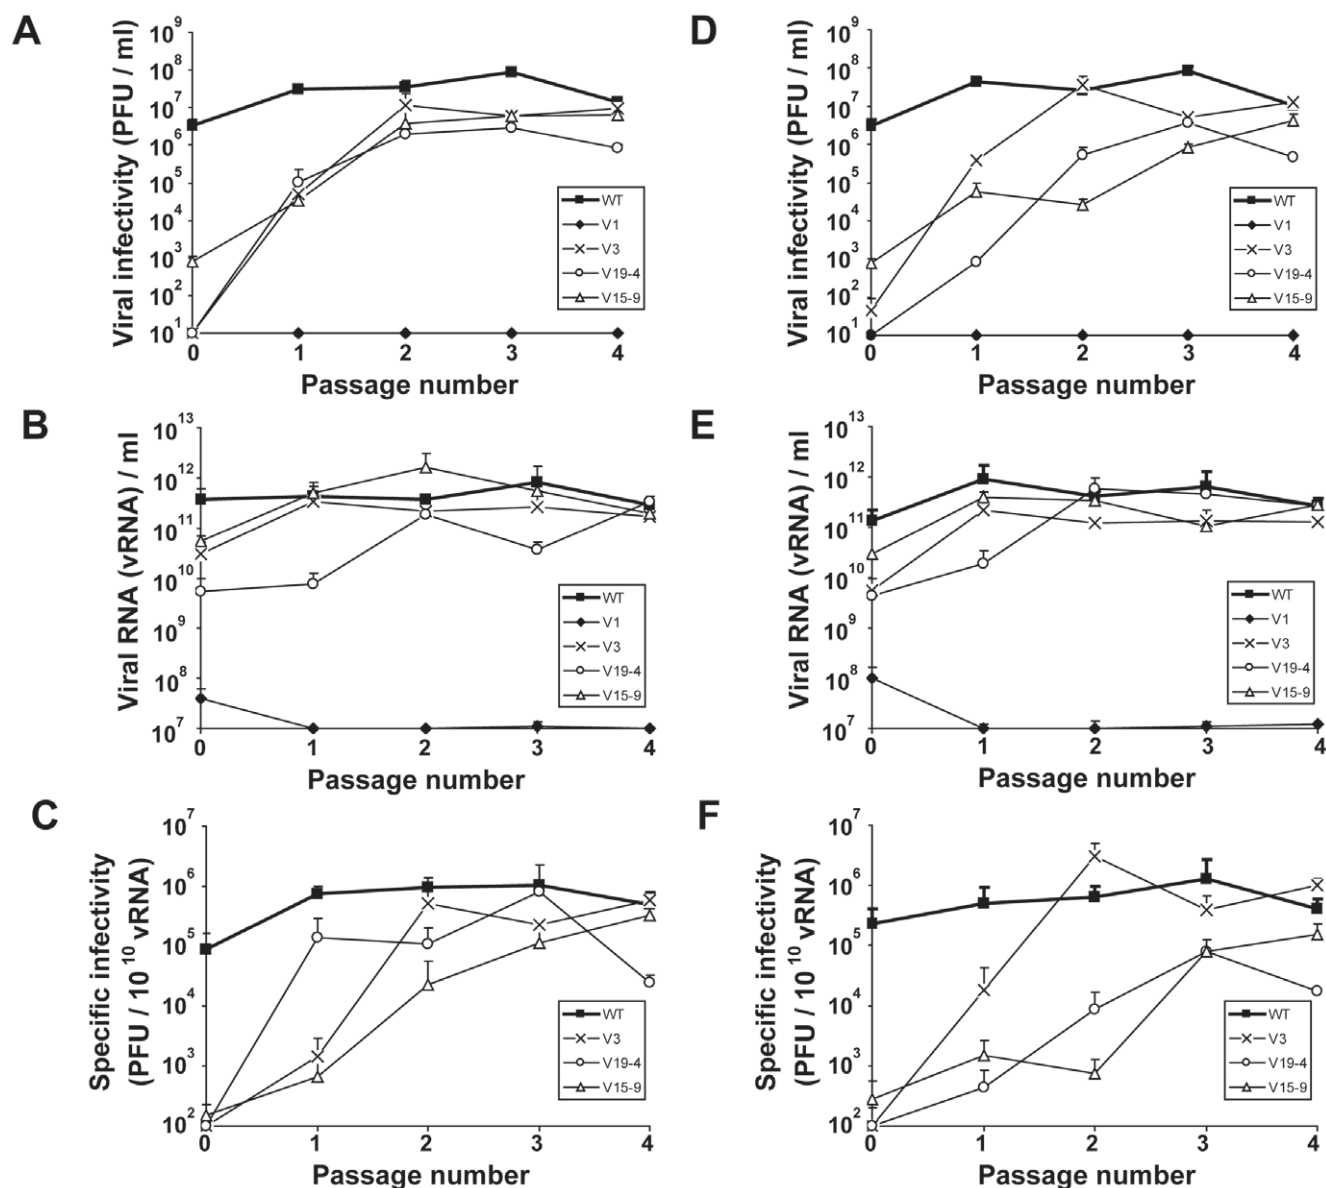 A
Viral infectivity (PFU / ml)
10^9
10^8
10^7
10^6
10^5
10^4
10^3
10^2
10^1
0 1 2 3 4
Passage number
WT
V1
V3
V19-4
V15-9
D
Viral infectivity (PFU / ml)
10^9
10^8
10^7
10^6
10^5
10^4
10^3
10^2
10^1
0 1 2 3 4
Passage number
WT
V1
V3
V19-4
V15-9
B
Viral RNA (vRNA) / ml
10^13
10^12
10^11
10^10
10^9
10^8
10^7
0 1 2 3 4
Passage number
WT
V1
V3
V19-4
V15-9
E
Viral RNA (vRNA) / ml
10^13
10^12
10^11
10^10
10^9
10^8
10^7
0 1 2 3 4
Passage number
WT
V1
V3
V19-4
V15-9
C
Specific infectivity
(PFU / 10^10 vRNA)
10^7
10^6
10^5
10^4
10^3
10^2
0 1 2 3 4
Passage number
WT
V3
V19-4
V15-9
F
Specific infectivity
(PFU / 10^10 vRNA)
10^7
10^6
10^5
10^4
10^3
10^2
0 1 2 3 4
Passage number
WT
V3
V19-4
V15-9